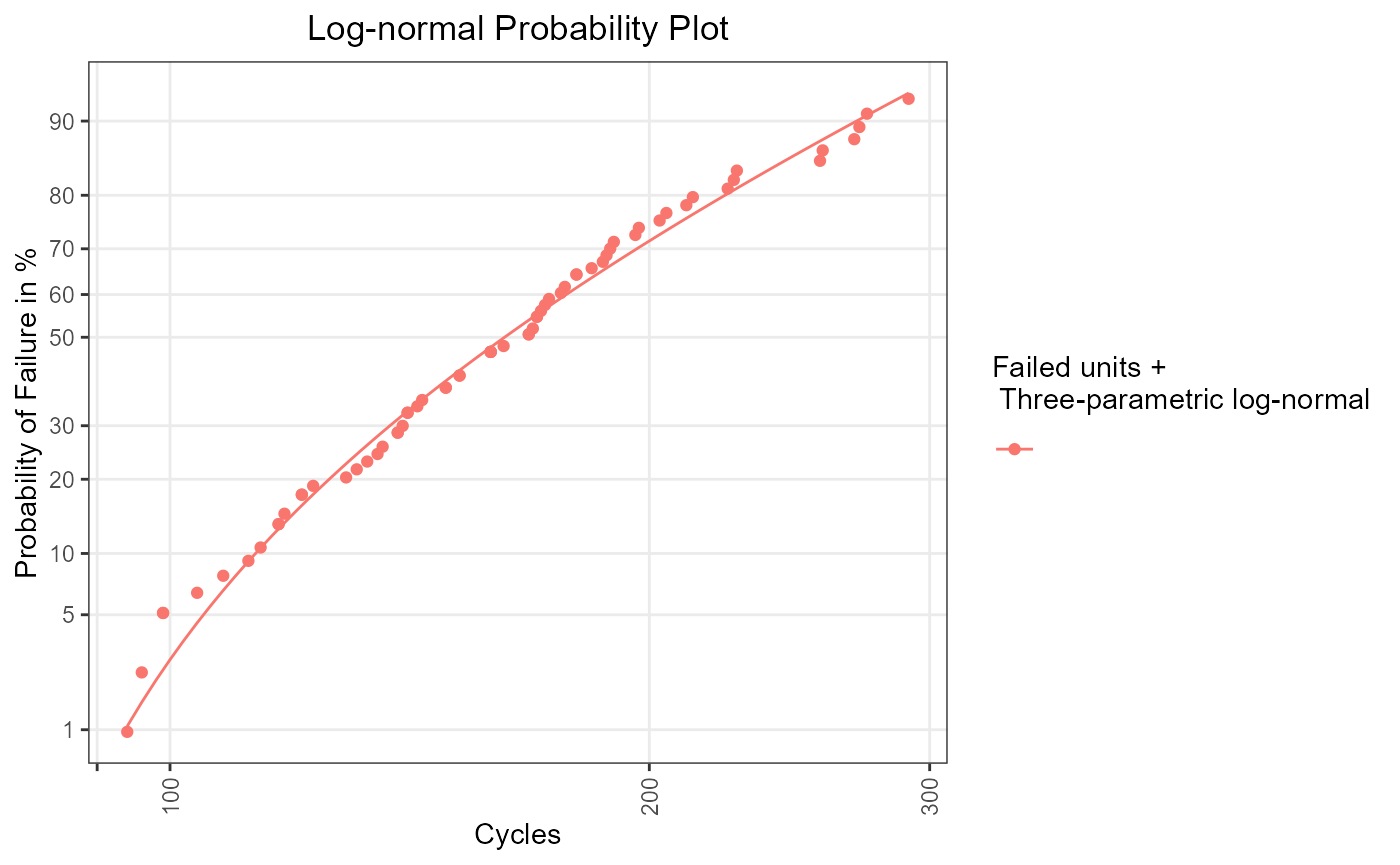 Log-normal Probability Plot
Probability of Failure in %
90
80
70
60
50
30
20
10
5
1
100
200
300
Cycles
Failed units +
Three-parametric log-normal